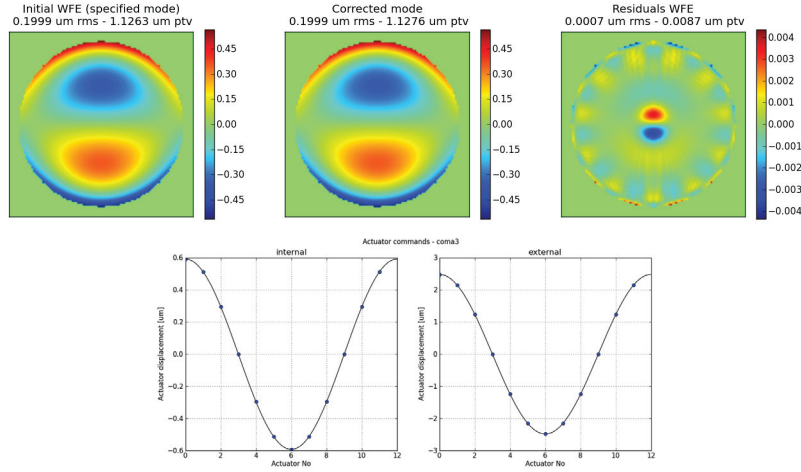 Initial WFE (specified mode)
0.1999 um rms - 1.1263 um ptv
Corrected mode
0.1999 um rms - 1.1276 um ptv
Residuals WFE
0.0007 um rms - 0.0087 um ptv
0.45
0.30
0.15
0.00
−0.15
−0.30
−0.45
0.45
0.30
0.15
0.00
−0.15
−0.30
−0.45
0.004
0.003
0.002
0.001
0.000
−0.001
−0.002
−0.003
−0.004
Actuator commands - coma3
internal
0.6
0.4
0.2
0.0
−0.2
−0.4
−0.6
0 2 4 6 8 10 12
Actuator No
Actuator displacement [um]
external
3
2
1
0
−1
−2
−3
0 2 4 6 8 10 12
Actuator No
Actuator displacement [um]